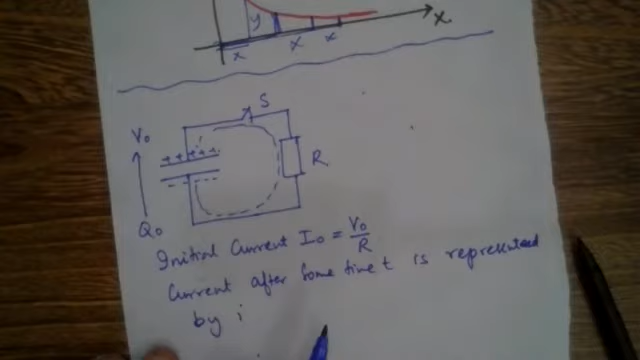 y
x
x x x
S
V₀
+ + + + +
R
Q₀
Initial Current I₀ = V₀/R
Current after some time t is represented
by i